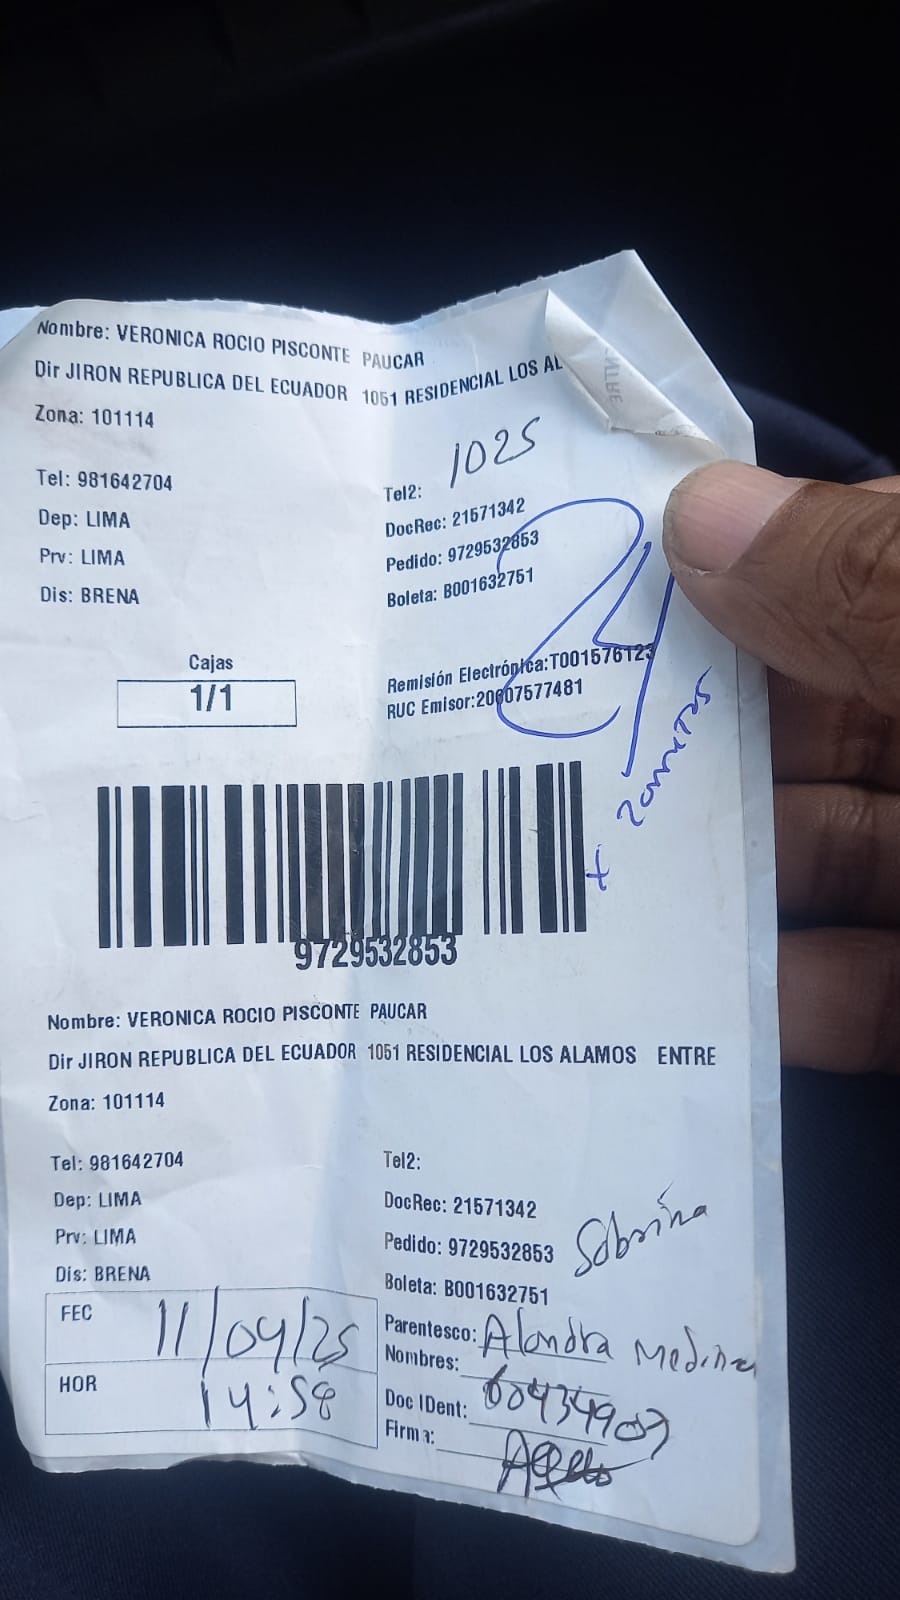 Nombre: VERONICA ROCIO PISCONTE PAUCAR
Dir JIRON REPUBLICA DEL ECUADOR 1051 RESIDENCIAL LOS AL
Zona: 101114
1025
Tel: 981642704
Tel2:
Dep: LIMA
DocRec: 21571342
Prv: LIMA
Pedido: 9729532853
Dis: BRENA
Boleta: B001632751
24
Cajas
1/1
Remisión Electrónica:T001576123
RUC Emisor:20607577481
+
9729532853
Nombre: VERONICA ROCIO PISCONTE PAUCAR
Dir JIRON REPUBLICA DEL ECUADOR 1051 RESIDENCIAL LOS ALAMOS ENTRE
Zona: 101114
Tel: 981642704
Tel2:
Dep: LIMA
DocRec: 21571342
Prv: LIMA
Pedido: 9729532853
Sobrina
Dis: BRENA
Boleta: B001632751
FEC 11/04/25
Parentesco: Alondra Medina
Nombres:
HOR 14:58
Doc IDent:
Firma: